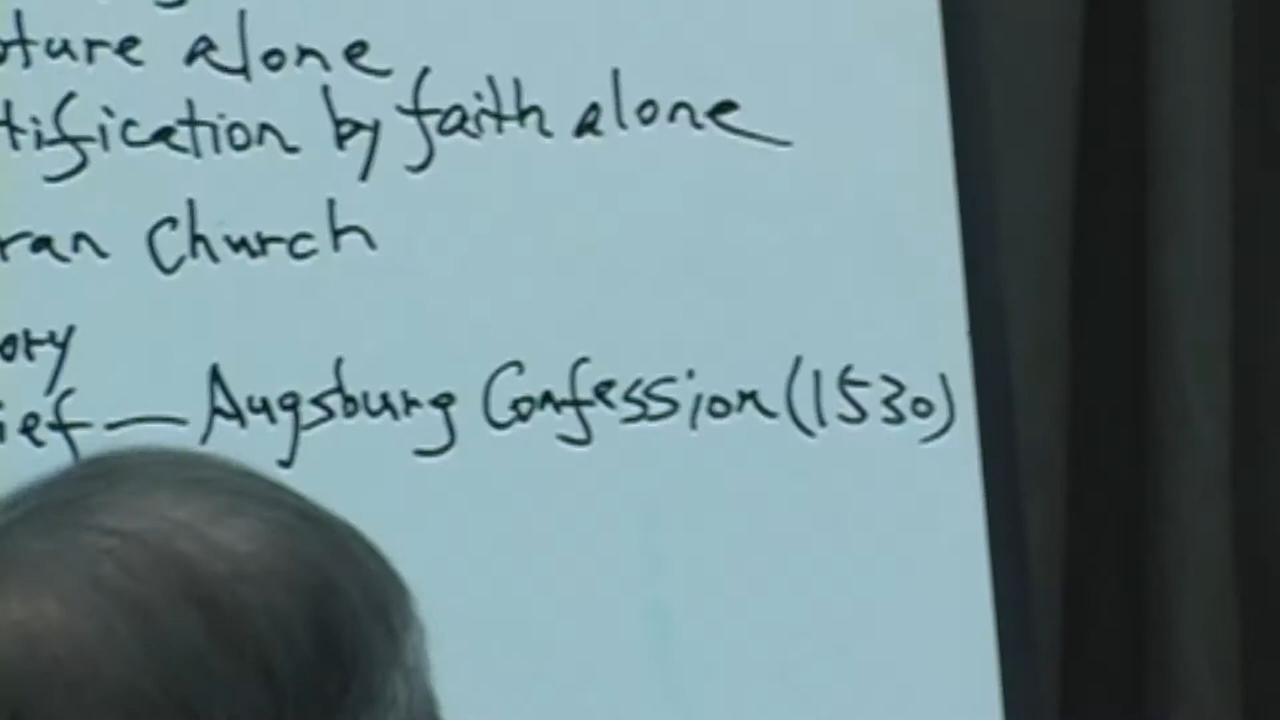 ture alone
tification by faith alone
ran Church
ory
ief — Augsburg Confession (1530)